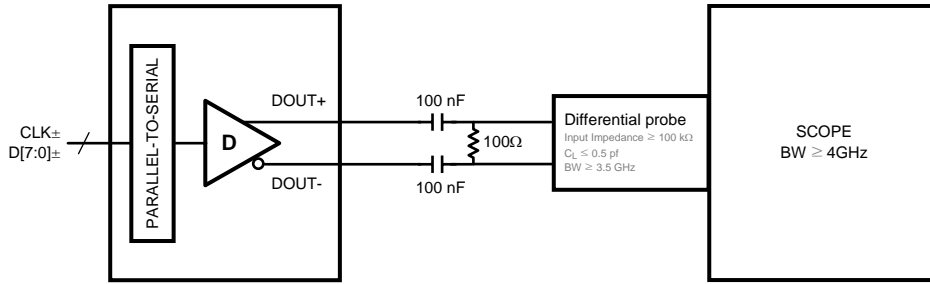 CLK±
D[7:0]±
PARALLEL-TO-SERIAL
D
DOUT+
DOUT-
100 nF
100Ω
100 nF
Differential probe
Input Impedance ≥ 100 kΩ
CL ≤ 0.5 pf
BW ≥ 3.5 GHz
SCOPE
BW ≥ 4GHz